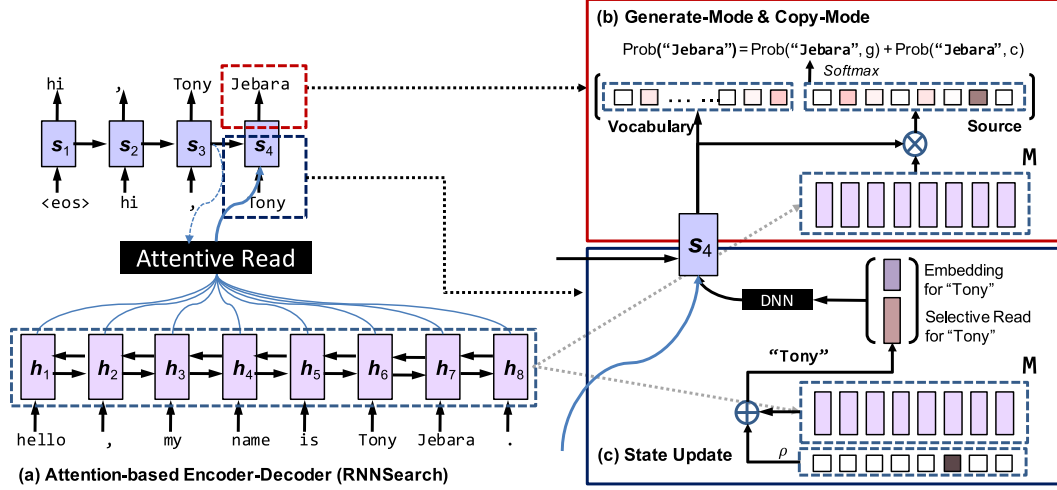 (b) Generate-Mode & Copy-Mode
Prob("Jebara") = Prob("Jebara", g) + Prob("Jebara", c)
Softmax
... ...
Vocabulary
Source
M
hi
,
Tony
Jebara
s1
s2
s3
s4
<eos>
hi
,
Tony
Attentive Read
s4
DNN
Embedding
for "Tony"
Selective Read
for "Tony"
"Tony"
M
ρ
(c) State Update
h1
h2
h3
h4
h5
h6
h7
h8
hello
,
my
name
is
Tony
Jebara
.
(a) Attention-based Encoder-Decoder (RNNSearch)